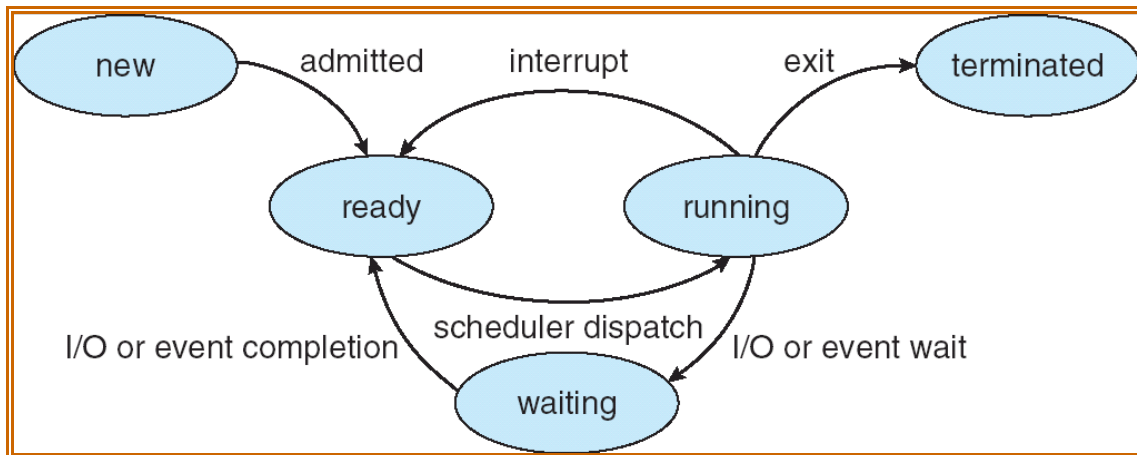 new
admitted
interrupt
exit
terminated
ready
running
I/O or event completion
scheduler dispatch
I/O or event wait
waiting